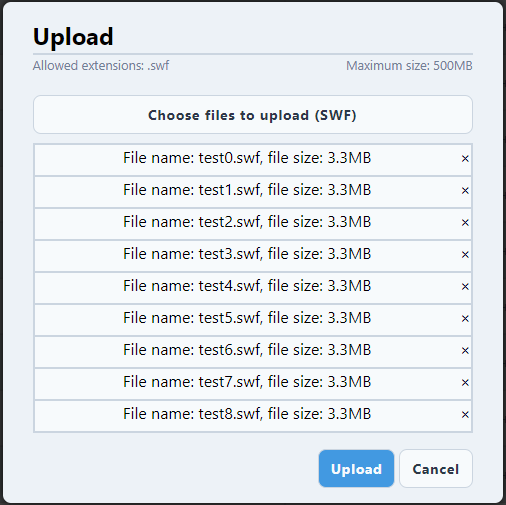 Upload
Allowed extensions: .swf Maximum size: 500MB
Choose files to upload (SWF)
File name: test0.swf, file size: 3.3MB ×
File name: test1.swf, file size: 3.3MB ×
File name: test2.swf, file size: 3.3MB ×
File name: test3.swf, file size: 3.3MB ×
File name: test4.swf, file size: 3.3MB ×
File name: test5.swf, file size: 3.3MB ×
File name: test6.swf, file size: 3.3MB ×
File name: test7.swf, file size: 3.3MB ×
File name: test8.swf, file size: 3.3MB ×
Upload Cancel